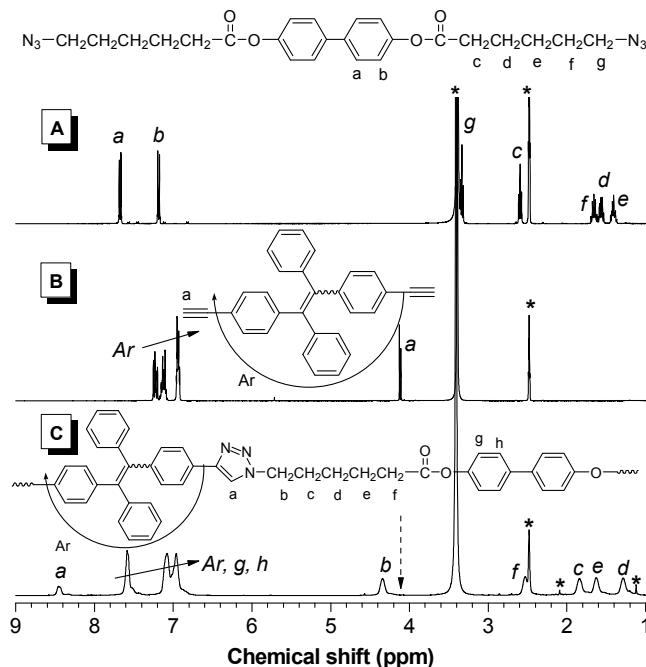 O O
N₃-CH₂CH₂CH₂CH₂CH₂-C-O O-C-CH₂CH₂CH₂CH₂CH₂-N₃
a b c d e f g
* *
A a b g c f d e
B a Ar Ar a *
C N N N
O
CH₂CH₂CH₂CH₂CH₂-C-O O
g h
a b c d e f
Ar
a Ar, g, h b f * * c e d *
9 8 7 6 5 4 3 2 1
Chemical shift (ppm)